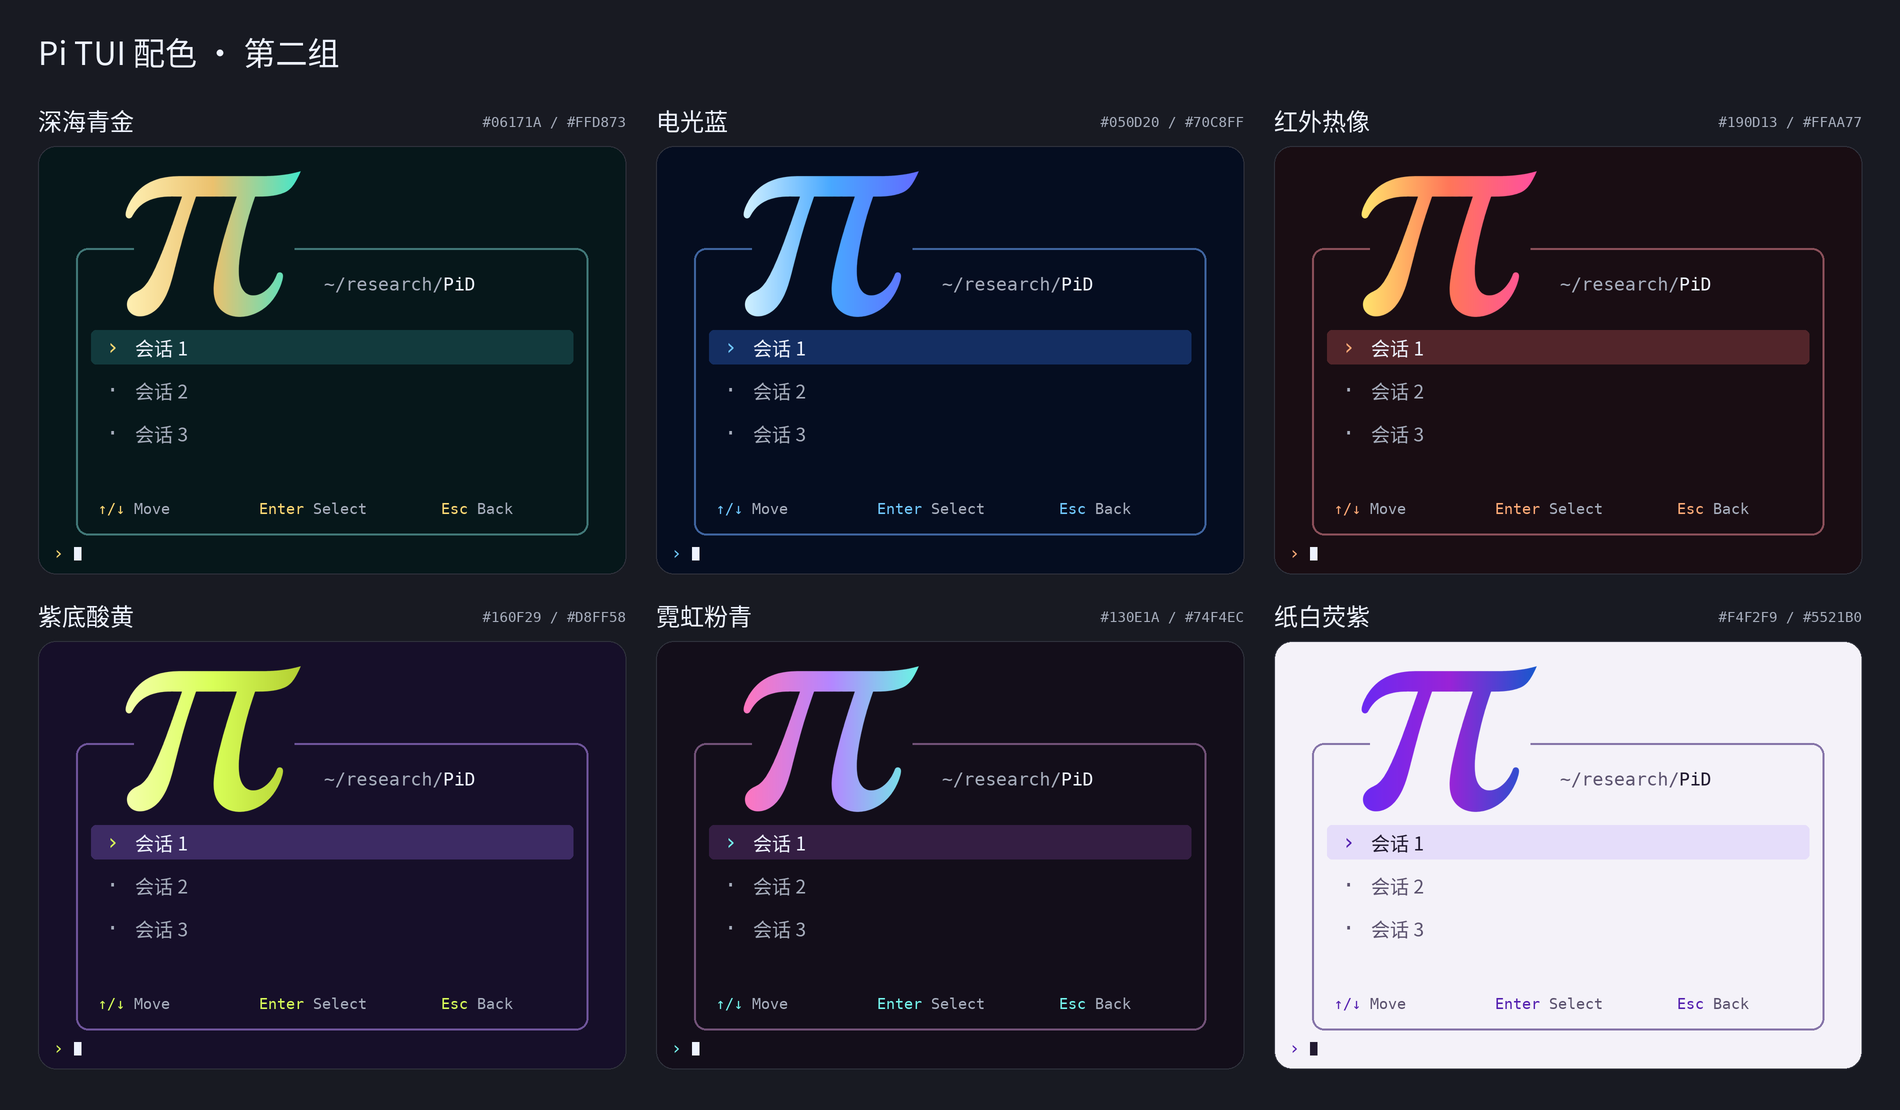 Pi TUI 配色 · 第二组
深海青金 #06171A / #FFD873
π
~/research/PiD
› 会话 1
· 会话 2
· 会话 3
↑/↓ Move Enter Select Esc Back
›
电光蓝 #050D20 / #70C8FF
π
~/research/PiD
› 会话 1
· 会话 2
· 会话 3
↑/↓ Move Enter Select Esc Back
›
红外热像 #190D13 / #FFAA77
π
~/research/PiD
› 会话 1
· 会话 2
· 会话 3
↑/↓ Move Enter Select Esc Back
›
紫底酸黄 #160F29 / #D8FF58
π
~/research/PiD
› 会话 1
· 会话 2
· 会话 3
↑/↓ Move Enter Select Esc Back
›
霓虹粉青 #130E1A / #74F4EC
π
~/research/PiD
› 会话 1
· 会话 2
· 会话 3
↑/↓ Move Enter Select Esc Back
›
纸白荧紫 #F4F2F9 / #5521B0
π
~/research/PiD
› 会话 1
· 会话 2
· 会话 3
↑/↓ Move Enter Select Esc Back
›